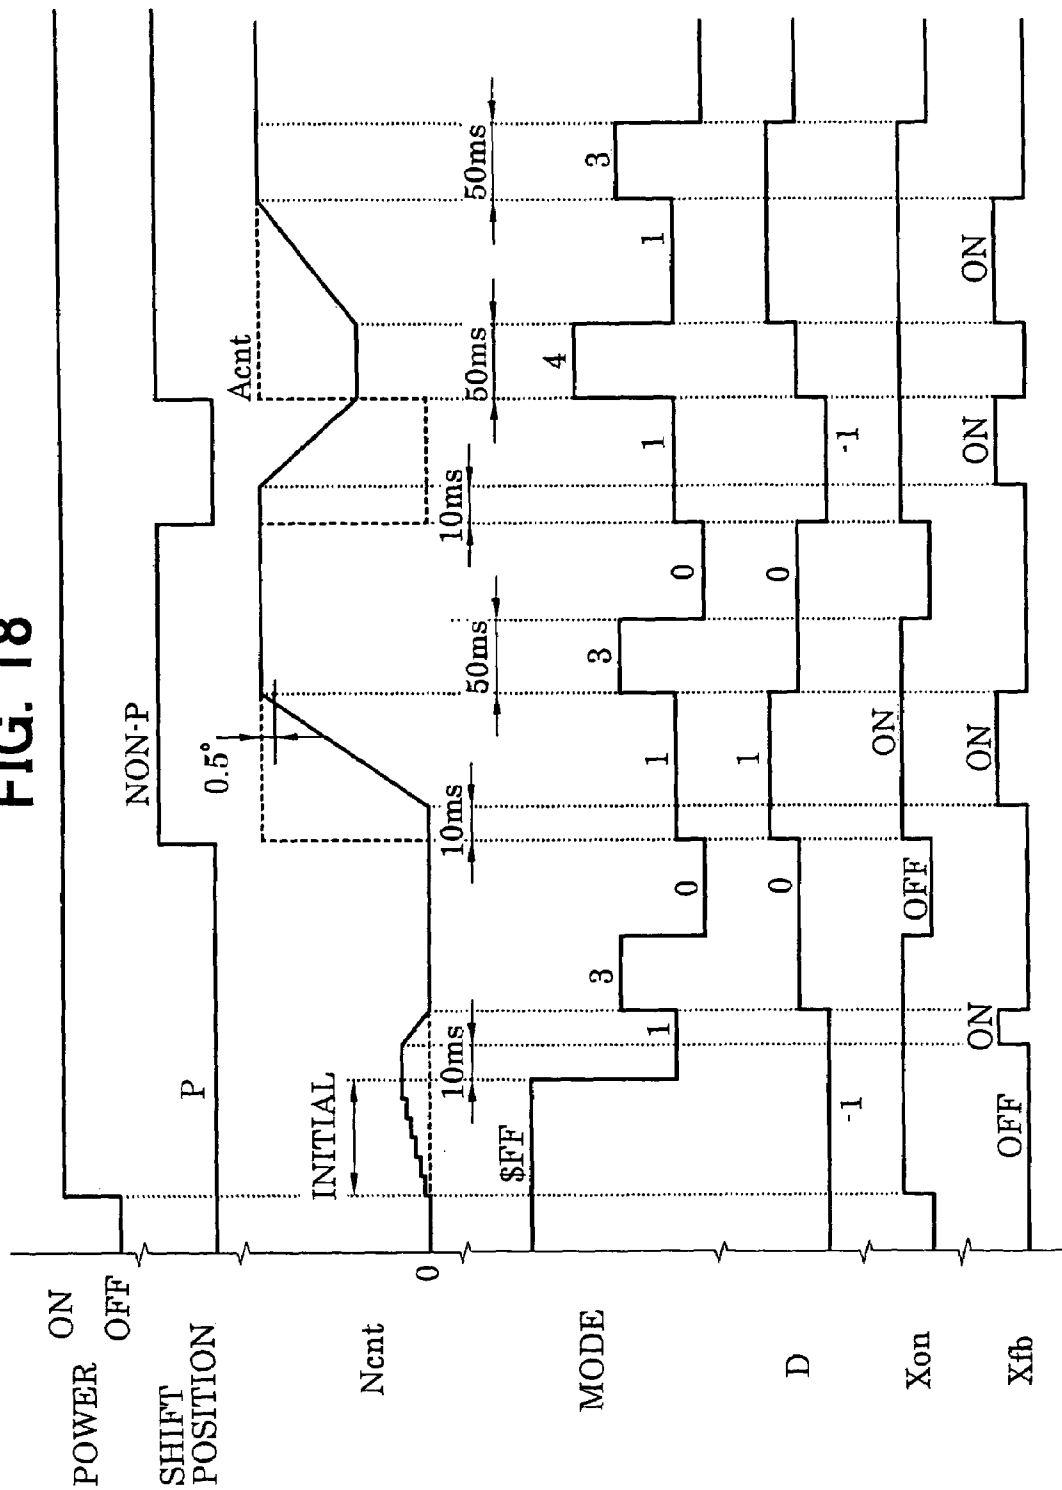 FIG. 18
POWER ON
OFF
SHIFT
POSITION
P
NON-P
Ncnt
0
INITIAL
0.5°
Acnt
10ms
10ms
50ms
10ms
50ms
50ms
MODE
$FF
1
3
0
1
3
0
1
4
1
3
D
-1
0
1
0
-1
Xon
OFF
ON
Xfb
OFF
ON
ON
ON
ON